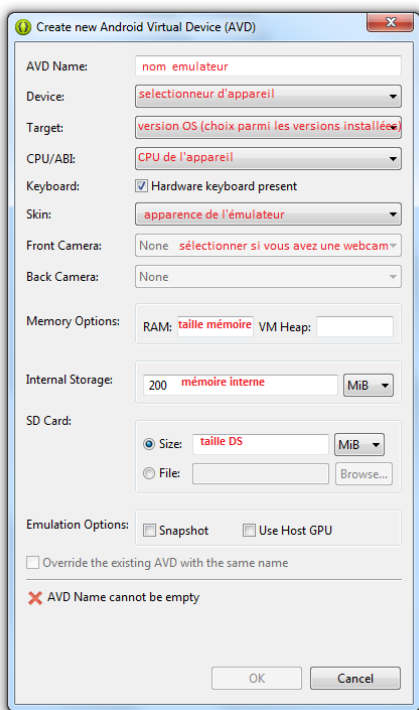 Create new Android Virtual Device (AVD)
AVD Name: nom emulateur
Device: selectionneur d'appareil
Target: version OS (choix parmi les versions installées)
CPU/ABI: CPU de l'appareil
Keyboard: Hardware keyboard present
Skin: apparence de l'émulateur
Front Camera: None sélectionner si vous avez une webcam
Back Camera: None
Memory Options: RAM: taille mémoire VM Heap:
Internal Storage: 200 mémoire interne MiB
SD Card:
Size: taille DS MiB
File: Browse...
Emulation Options: Snapshot Use Host GPU
Override the existing AVD with the same name
AVD Name cannot be empty
OK Cancel